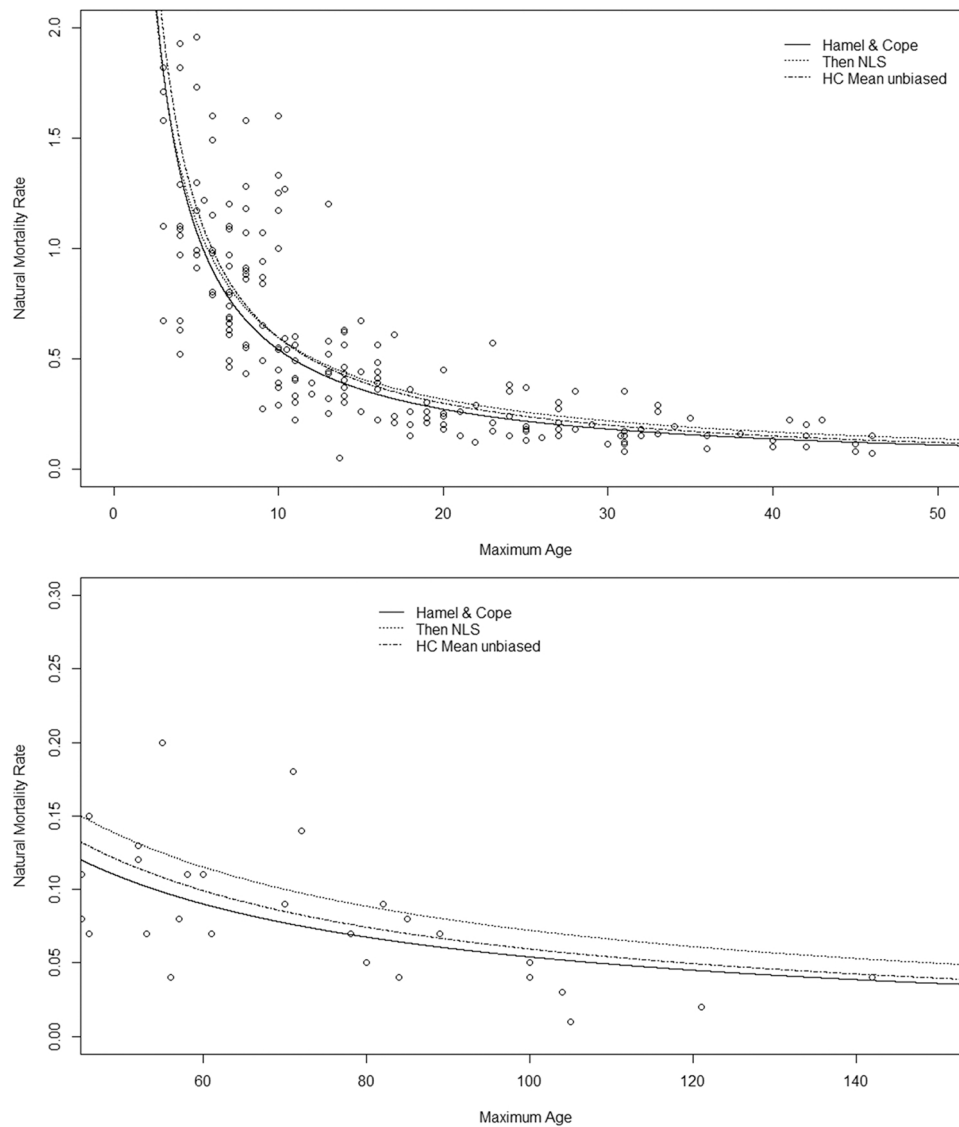 2.0
1.5
1.0
0.5
0.0
Natural Mortality Rate
Hamel & Cope
Then NLS
HC Mean unbiased
0 10 20 30 40 50
Maximum Age
0.30
0.25
0.20
0.15
0.10
0.05
0.00
Natural Mortality Rate
Hamel & Cope
Then NLS
HC Mean unbiased
60 80 100 120 140
Maximum Age